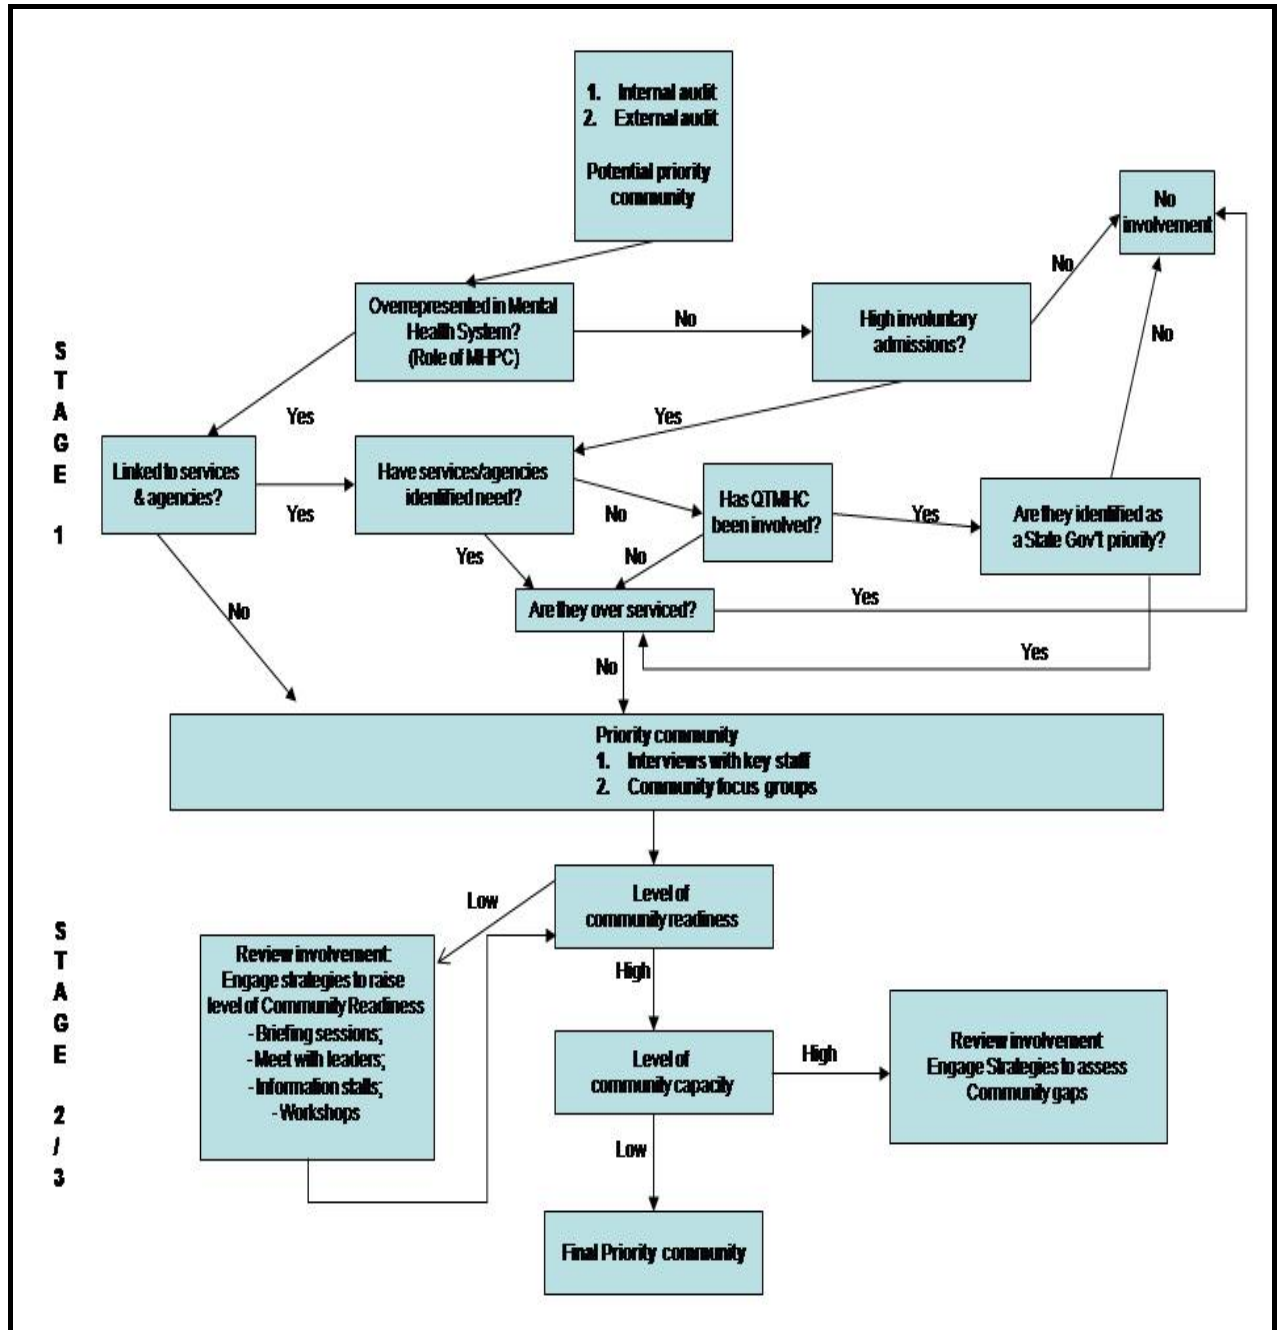 1. Internal audit
2. External audit
Potential priority
community
No
involvement
No
Overrepresented in Mental
Health System?
(Role of MHPC)
No
High involuntary
admissions?
No
STAGE 1
Yes
Yes
Linked to services
& agencies?
Yes
Have services/agencies
identified need?
No
Has QTMHC
been involved?
Yes
Are they identified as
a State Gov't priority?
Yes
No
No
Are they over serviced?
Yes
Yes
No
Priority community
1. Interviews with key staff
2. Community focus groups
Level of
community readiness
Low
STAGE 2/3
Review involvement:
Engage strategies to raise
level of Community Readiness
- Briefing sessions;
- Meet with leaders;
- Information stalls;
- Workshops
High
Level of
community capacity
High
Review involvement
Engage Strategies to assess
Community gaps
Low
Final Priority community